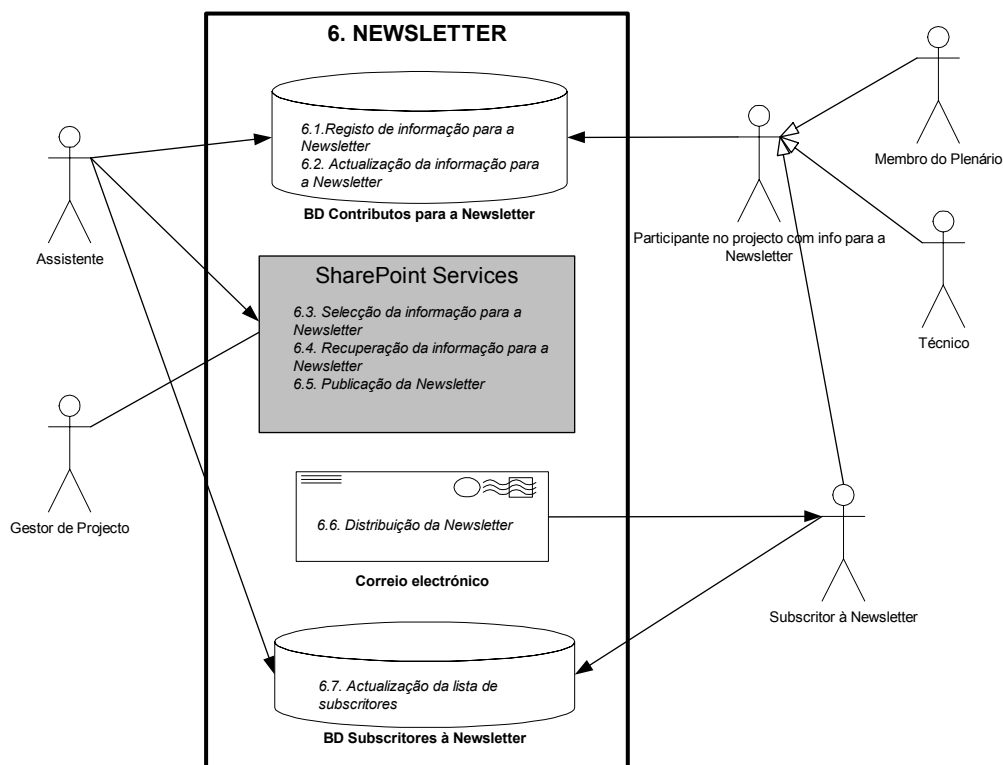 6. NEWSLETTER
6.1.Registo de informação para a
Newsletter
6.2. Actualização da informação para
a Newsletter
BD Contributos para a Newsletter
Assistente
Participante no projecto com info para a
Newsletter
Membro do Plenário
Técnico
SharePoint Services
6.3. Selecção da informação para a
Newsletter
6.4. Recuperação da informação para a
Newsletter
6.5. Publicação da Newsletter
Gestor de Projecto
6.6. Distribuição da Newsletter
Correio electrónico
Subscritor à Newsletter
6.7. Actualização da lista de
subscritores
BD Subscritores à Newsletter